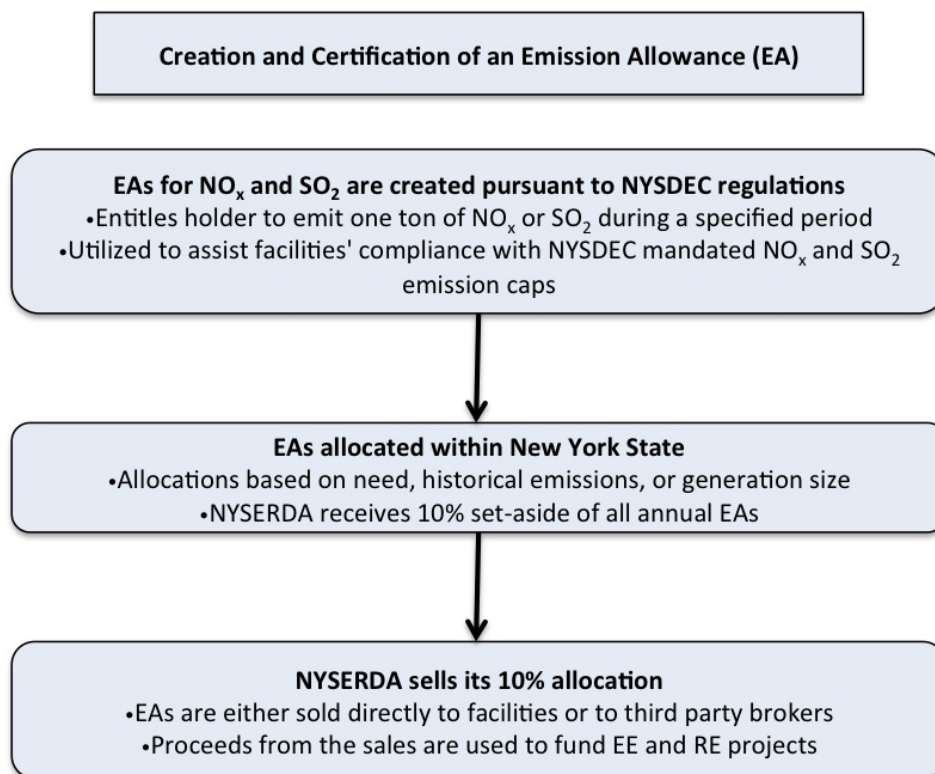 Creation and Certification of an Emission Allowance (EA)
EAs for NOx and SO2 are created pursuant to NYSDEC regulations
•Entitles holder to emit one ton of NOx or SO2 during a specified period
•Utilized to assist facilities' compliance with NYSDEC mandated NOx and SO2
emission caps
EAs allocated within New York State
•Allocations based on need, historical emissions, or generation size
•NYSERDA receives 10% set-aside of all annual EAs
NYSERDA sells its 10% allocation
•EAs are either sold directly to facilities or to third party brokers
•Proceeds from the sales are used to fund EE and RE projects